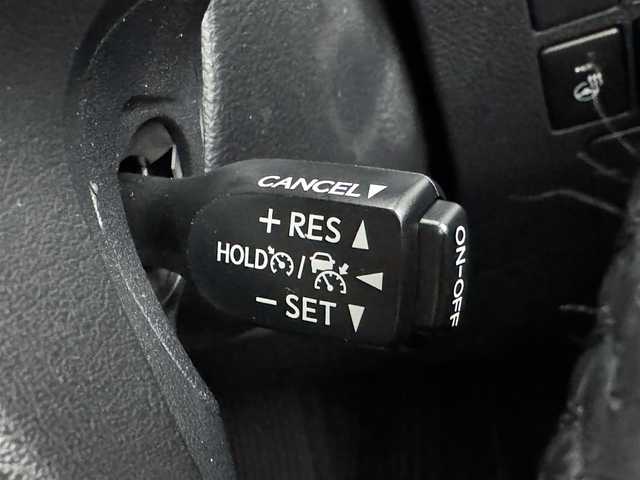 CANCEL▼
+ RES ▲
HOLD / ◀
− SET ▼
ON-OFF